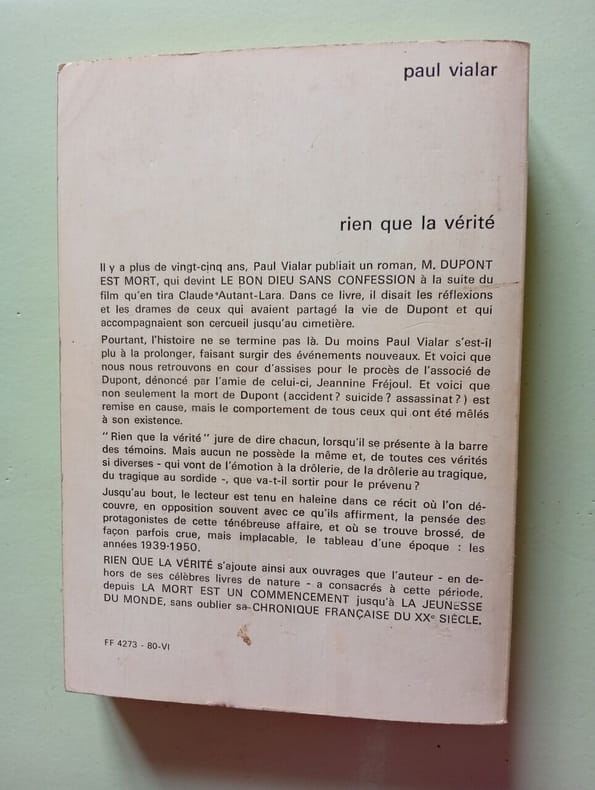 paul vialar
rien que la vérité
Il y a plus de vingt-cinq ans, Paul Vialar publiait un roman, M. DUPONT
EST MORT, qui devint LE BON DIEU SANS CONFESSION à la suite du
film qu'en tira Claude Autant-Lara. Dans ce livre, il disait les réflexions
et les drames de ceux qui avaient partagé la vie de Dupont et qui
accompagnaient son cercueil jusqu'au cimetière.
Pourtant, l'histoire ne se termine pas là. Du moins Paul Vialar s'est-il
plu à la prolonger, faisant surgir des événements nouveaux. Et voici que
nous nous retrouvons en cour d'assises pour le procès de l'associé de
Dupont, dénoncé par l'amie de celui-ci, Jeannine Fréjoul. Et voici que
non seulement la mort de Dupont (accident ? suicide ? assassinat ?) est
remise en cause, mais le comportement de tous ceux qui ont été mêlés
à son existence.
"Rien que la vérité" jure de dire chacun, lorsqu'il se présente à la barre
des témoins. Mais aucun ne possède la même et, de toutes ces vérités
si diverses - qui vont de l'émotion à la drôlerie, de la drôlerie au tragique,
du tragique au sordide -, que va-t-il sortir pour le prévenu ?
Jusqu'au bout, le lecteur est tenu en haleine dans ce récit où l'on dé-
couvre, en opposition souvent avec ce qu'ils affirment, la pensée des
protagonistes de cette ténébreuse affaire, et où se trouve brossé, de
façon parfois crue, mais implacable, le tableau d'une époque : les
années 1939-1950.
RIEN QUE LA VÉRITÉ s'ajoute ainsi aux ouvrages que l'auteur - en de-
hors de ses célèbres livres de nature - a consacrés à cette période,
depuis LA MORT EST UN COMMENCEMENT jusqu'à LA JEUNESSE
DU MONDE, sans oublier sa CHRONIQUE FRANÇAISE DU XXe SIÈCLE.
FF 4273 - 80-VI